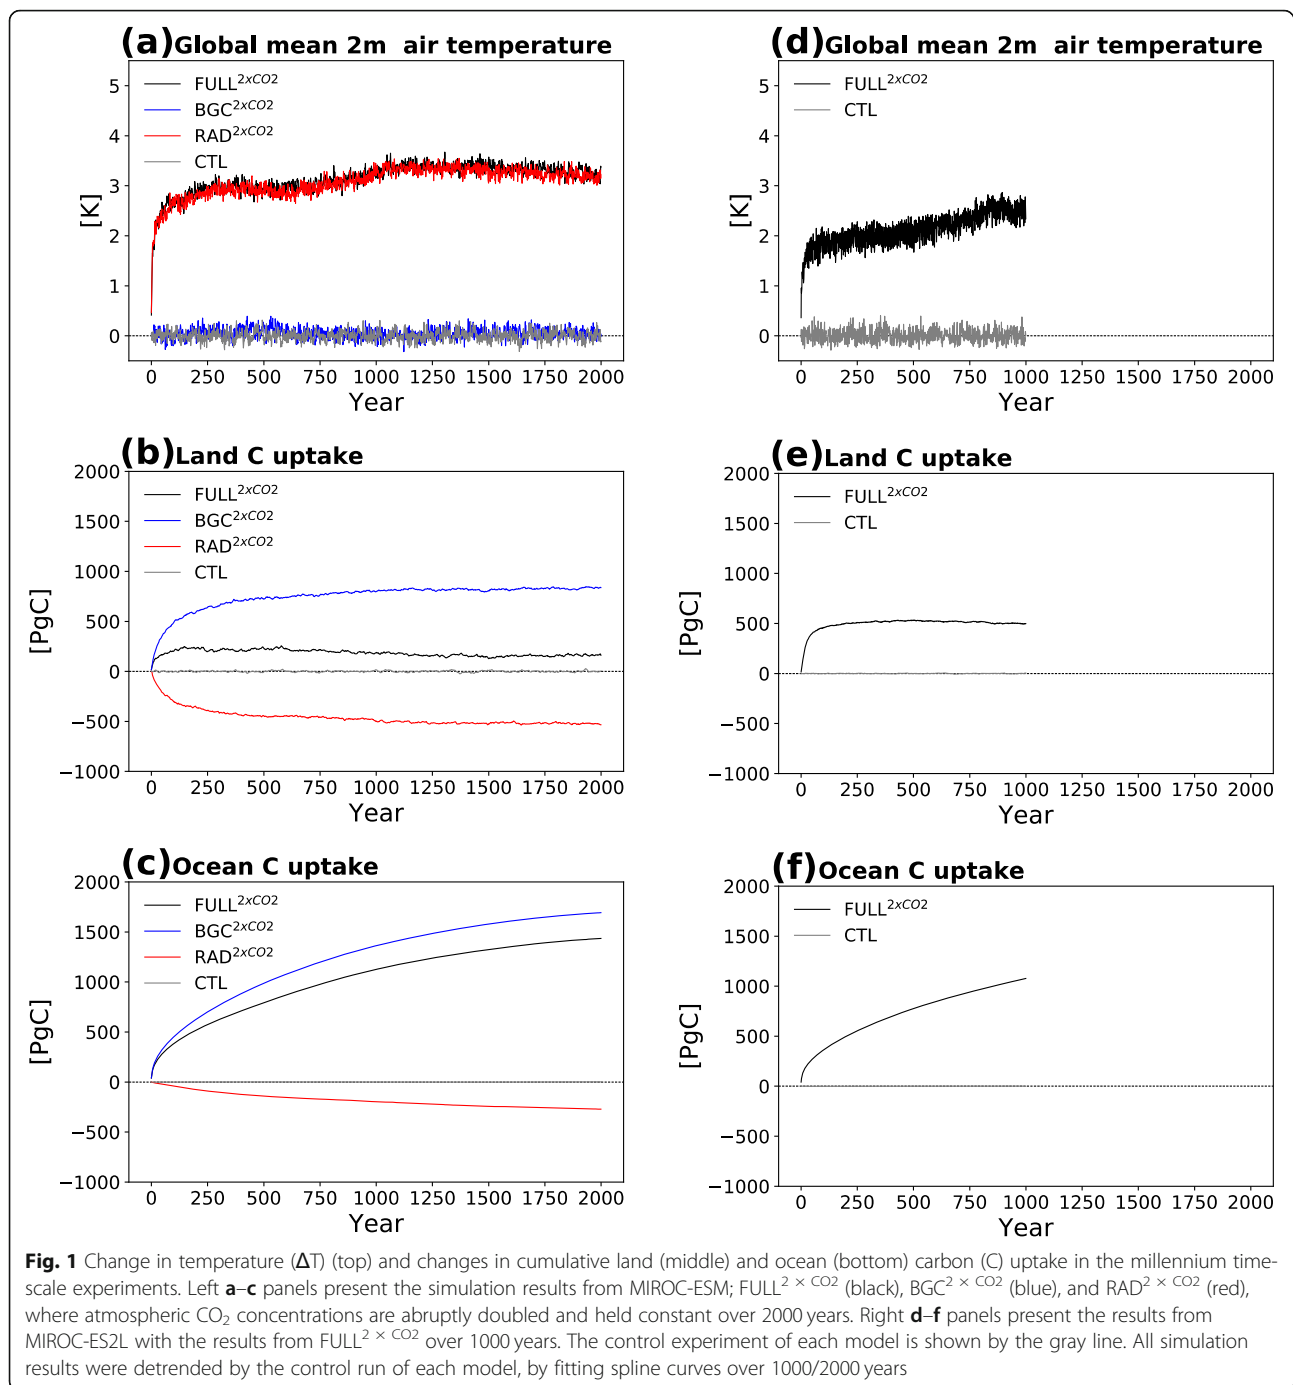 (a) Global mean 2m air temperature
FULL2xCO2
BGC2xCO2
RAD2xCO2
CTL
[K]
5
4
3
2
1
0
0 250 500 750 1000 1250 1500 1750 2000
Year
(b) Land C uptake
FULL2xCO2
BGC2xCO2
RAD2xCO2
CTL
[PgC]
2000
1500
1000
500
0
−500
−1000
0 250 500 750 1000 1250 1500 1750 2000
Year
(c) Ocean C uptake
FULL2xCO2
BGC2xCO2
RAD2xCO2
CTL
[PgC]
2000
1500
1000
500
0
−500
−1000
0 250 500 750 1000 1250 1500 1750 2000
Year
(d) Global mean 2m air temperature
FULL2xCO2
CTL
[K]
5
4
3
2
1
0
0 250 500 750 1000 1250 1500 1750 2000
Year
(e) Land C uptake
FULL2xCO2
CTL
[PgC]
2000
1500
1000
500
0
−500
−1000
0 250 500 750 1000 1250 1500 1750 2000
Year
(f) Ocean C uptake
FULL2xCO2
CTL
[PgC]
2000
1500
1000
500
0
−500
−1000
0 250 500 750 1000 1250 1500 1750 2000
Year
Fig. 1 Change in temperature (ΔT) (top) and changes in cumulative land (middle) and ocean (bottom) carbon (C) uptake in the millennium time-
scale experiments. Left a–c panels present the simulation results from MIROC-ESM; FULL2 × CO2 (black), BGC2 × CO2 (blue), and RAD2 × CO2 (red),
where atmospheric CO2 concentrations are abruptly doubled and held constant over 2000 years. Right d–f panels present the results from
MIROC-ES2L with the results from FULL2 × CO2 over 1000 years. The control experiment of each model is shown by the gray line. All simulation
results were detrended by the control run of each model, by fitting spline curves over 1000/2000 years